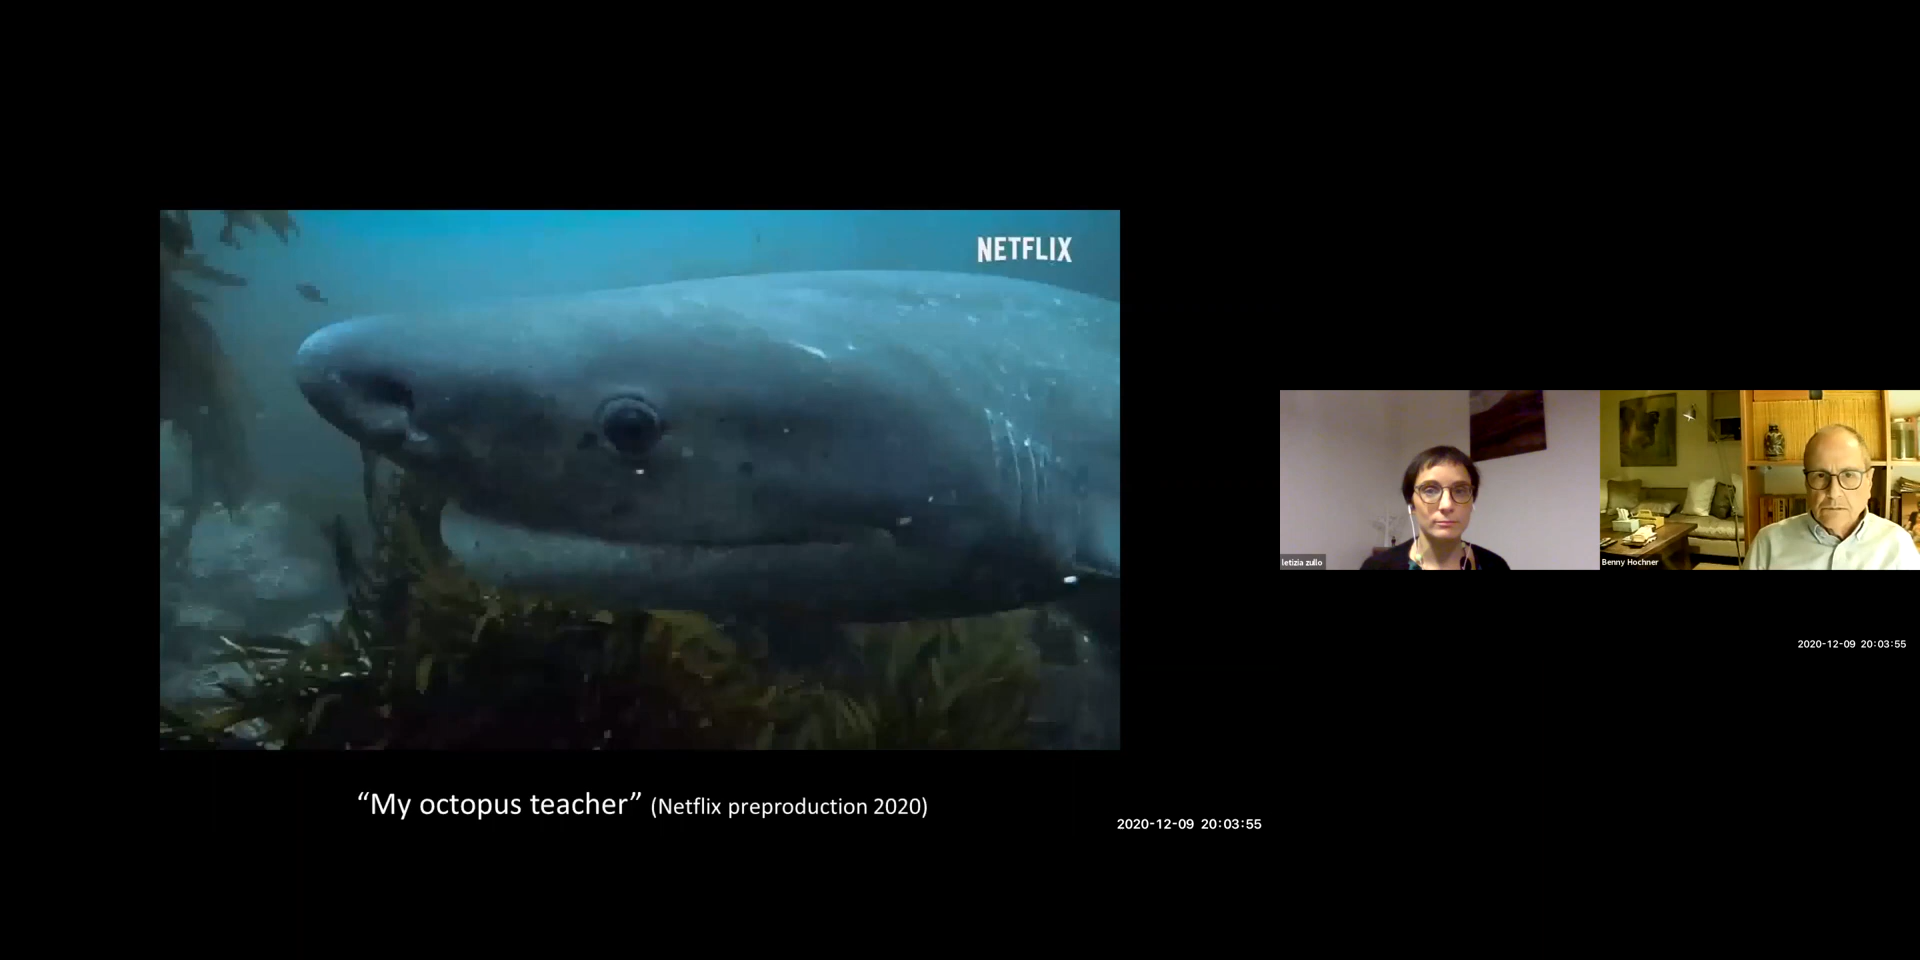 NETFLIX
letizia zullo
Benny Hochner
2020-12-09 20:03:55
“My octopus teacher” (Netflix preproduction 2020)
2020-12-09 20:03:55